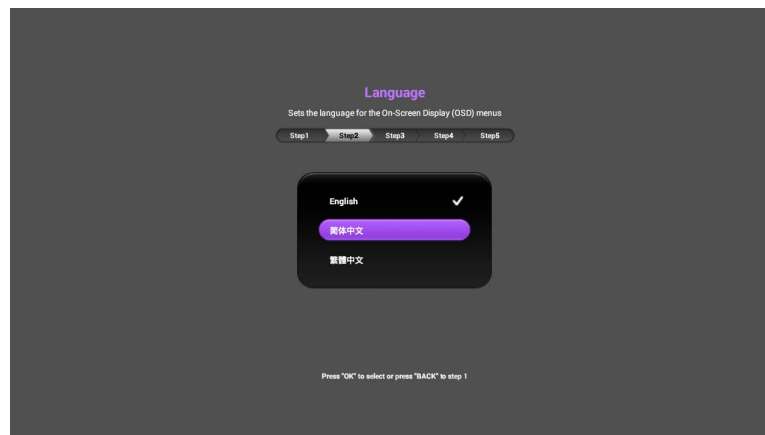 Language
Sets the language for the On-Screen Display (OSD) menus
Step1 Step2 Step3 Step4 Step5
English
简体中文
繁體中文
Press "OK" to select or press "BACK" to step 1